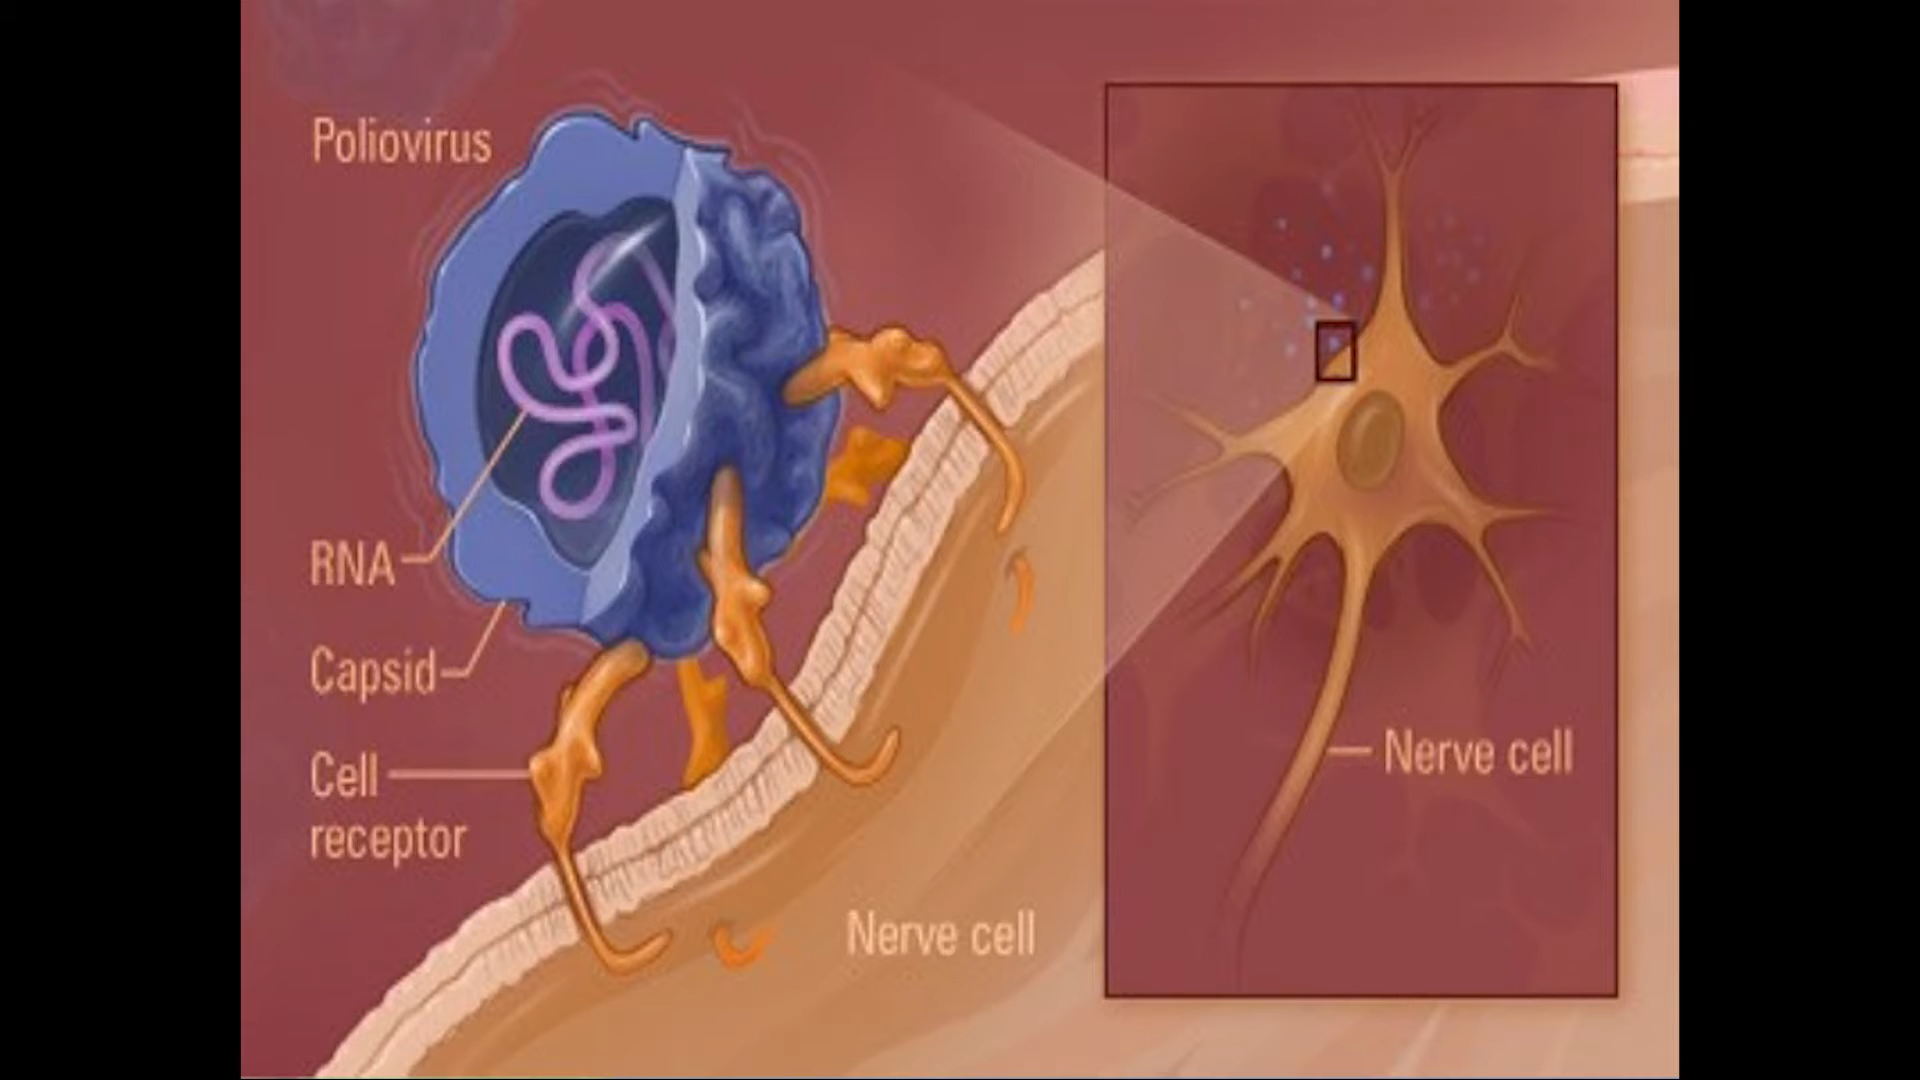 Poliovirus
RNA
Capsid
Cell
receptor
Nerve cell
Nerve cell